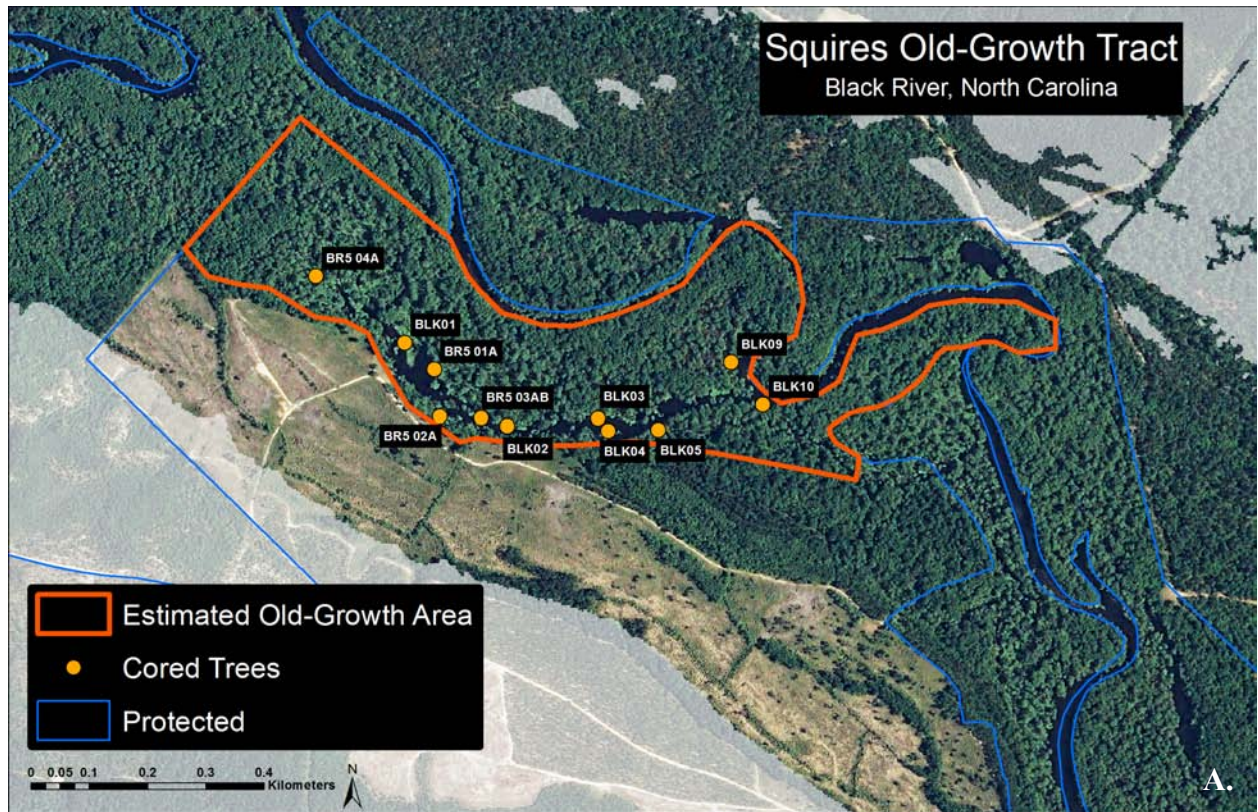 Squires Old-Growth Tract
Black River, North Carolina
BR5 04A
BLK01
BR5 01A
BLK09
BLK10
BR5 03AB
BLK03
BR5 02A
BLK02
BLK04
BLK05
Estimated Old-Growth Area
Cored Trees
Protected
0 0.05 0.1 0.2 0.3 0.4
Kilometers
N
A.